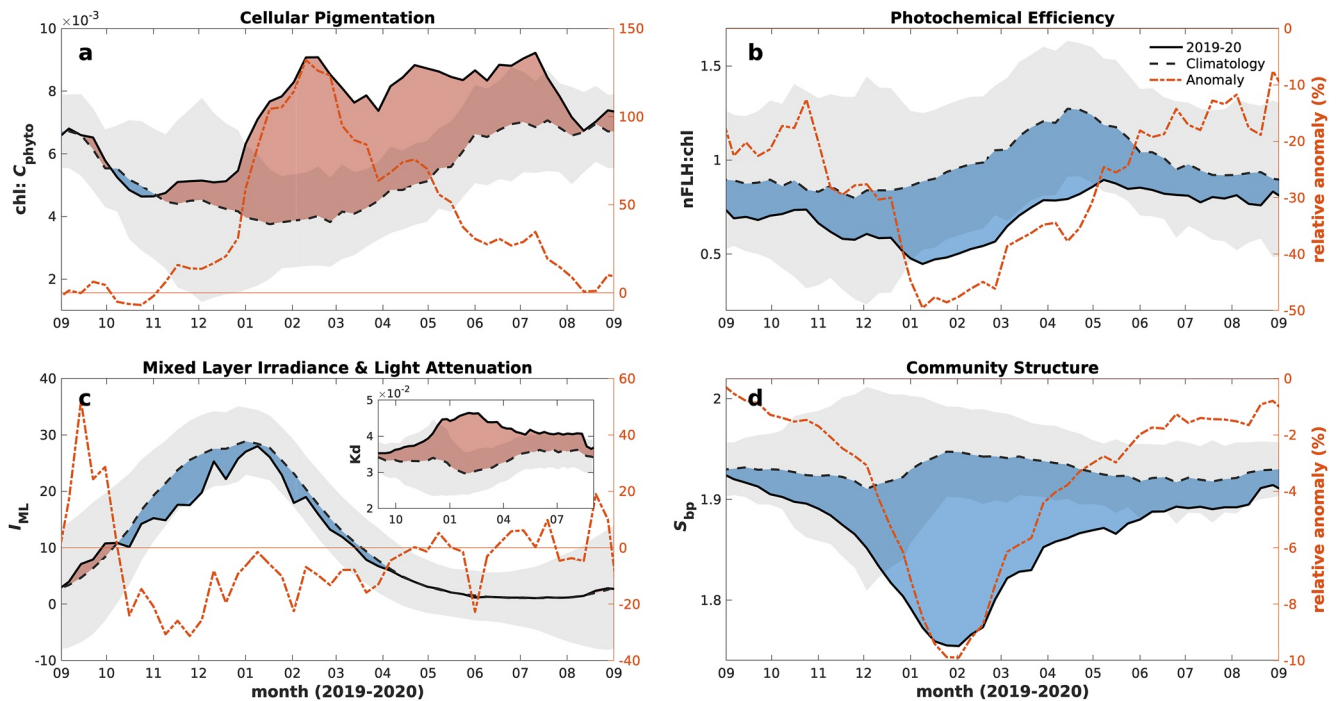 Cellular Pigmentation
×10⁻³
a
10
8
6
4
2
150
100
50
0
chl: Cphyto
09 10 11 12 01 02 03 04 05 06 07 08 09
Photochemical Efficiency
b
2019-20
Climatology
Anomaly
1.5
1
0.5
0
-10
-20
-30
-40
-50
nFLH:chl
relative anomaly (%)
09 10 11 12 01 02 03 04 05 06 07 08 09
Mixed Layer Irradiance & Light Attenuation
c
40
30
20
10
0
-10
60
40
20
0
-20
-40
IML
×10⁻²
5
4
3
2
Kd
10 01 04 07
09 10 11 12 01 02 03 04 05 06 07 08 09
month (2019-2020)
Community Structure
d
2
1.9
1.8
0
-2
-4
-6
-8
-10
Sbp
relative anomaly (%)
09 10 11 12 01 02 03 04 05 06 07 08 09
month (2019-2020)